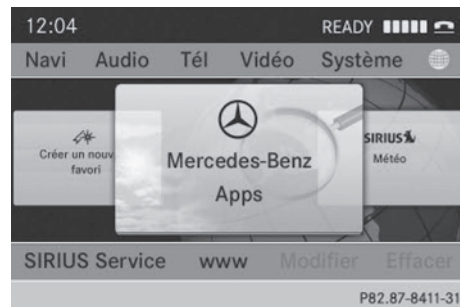 12:04 READY
Navi Audio Tél Vidéo Système
Créer un nouv
favori
Mercedes-Benz
Apps
SIRIUS
Météo
SIRIUS Service www Modifier Effacer
P82.87-8411-31